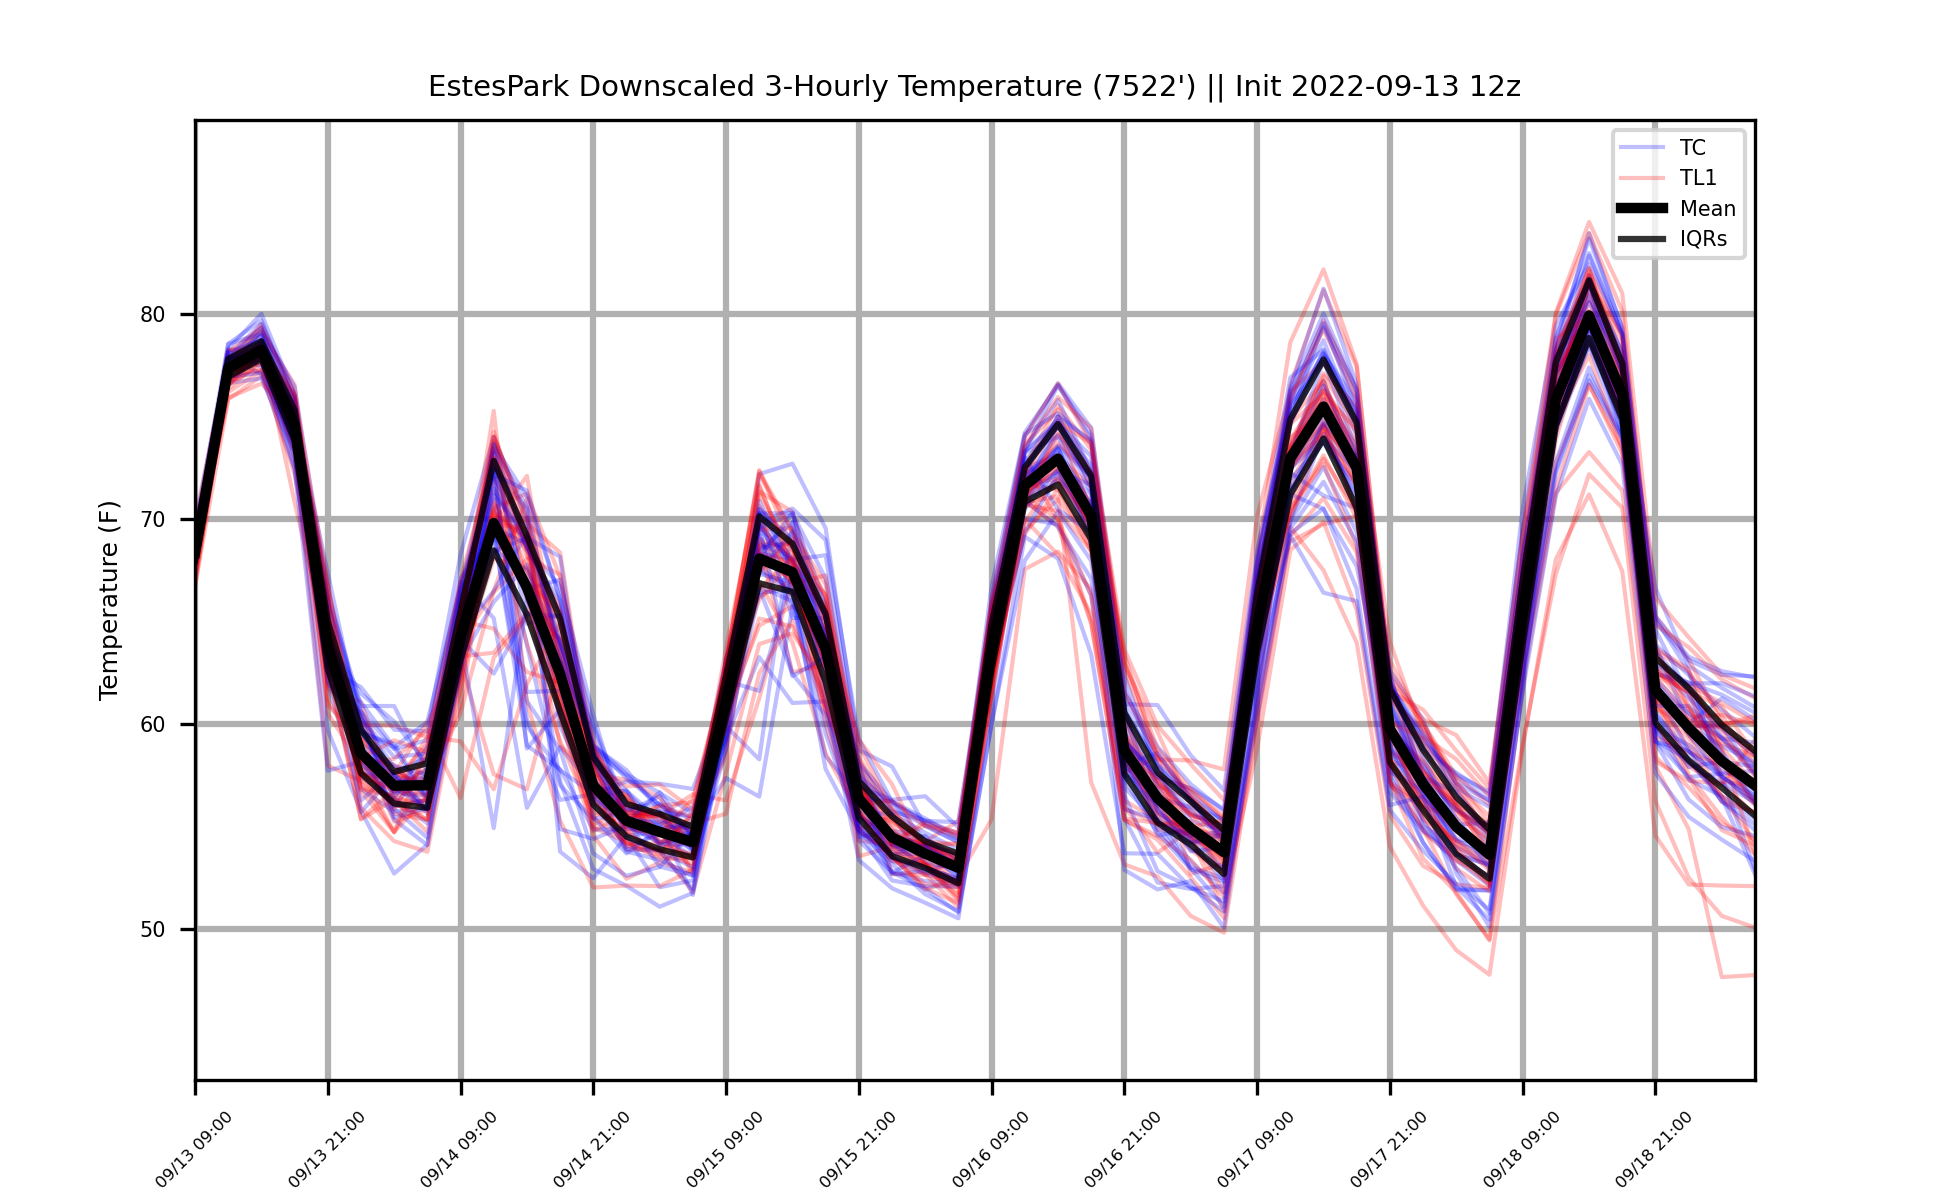 EstesPark Downscaled 3-Hourly Temperature (7522') || Init 2022-09-13 12z
TC
TL1
Mean
IQRs
Temperature (F)
80
70
60
50
09/13 09:00
09/13 21:00
09/14 09:00
09/14 21:00
09/15 09:00
09/15 21:00
09/16 09:00
09/16 21:00
09/17 09:00
09/17 21:00
09/18 09:00
09/18 21:00